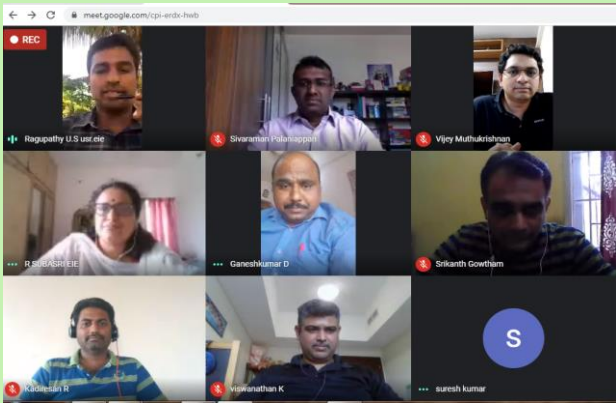 meet.google.com/cpi-erdx-hwb
REC
Ragupathy U.S usr.eie
Sivaraman Palaniappan
Vijey Muthukrishnan
R SUBASRI EIE
Ganeshkumar D
Srikanth Gowtham
Kadiresan R
viswanathan K
S
suresh kumar